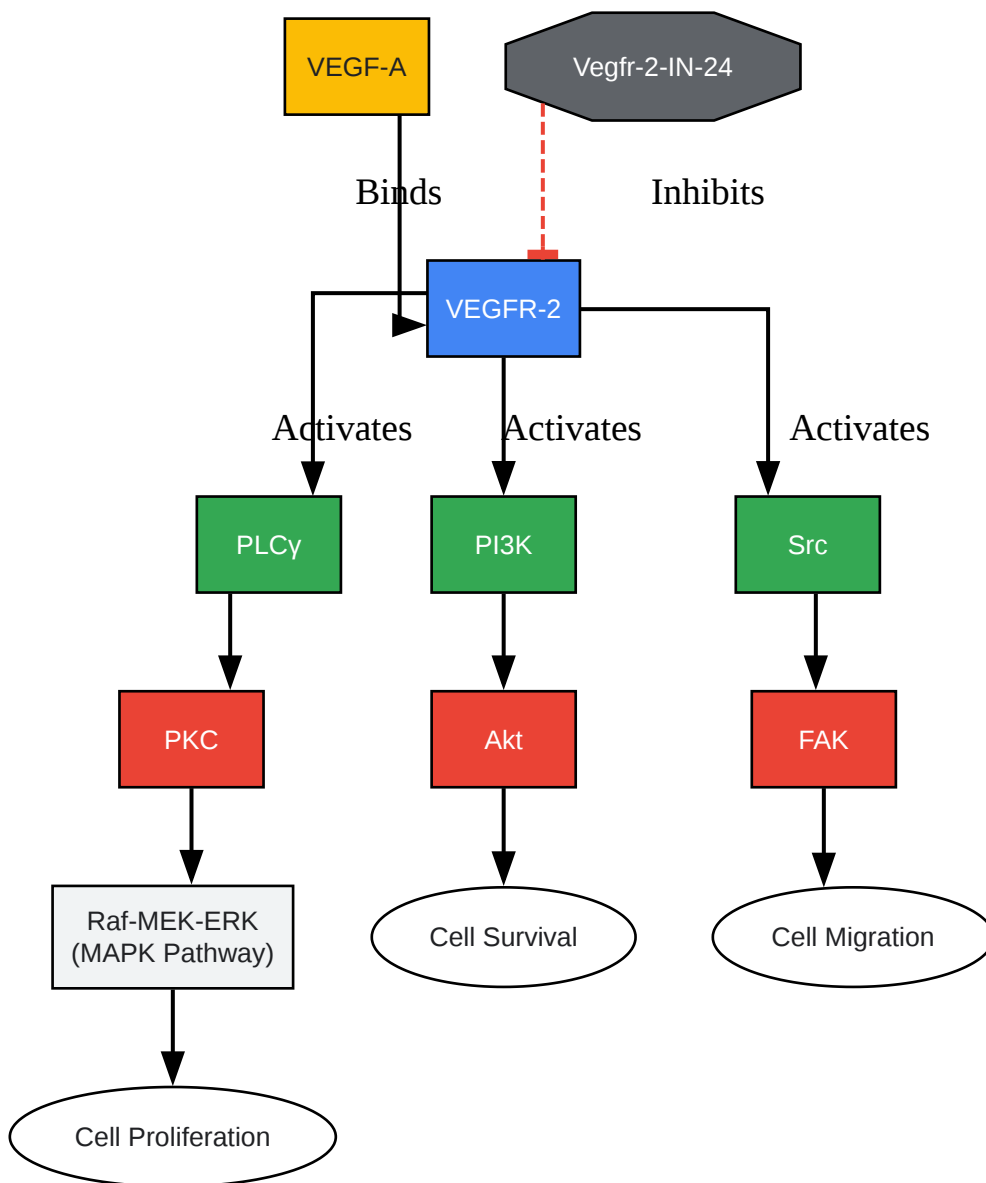 VEGF-A
Vegfr-2-IN-24
Binds
Inhibits
VEGFR-2
Activates
Activates
Activates
PLCγ
PI3K
Src
PKC
Akt
FAK
Raf-MEK-ERK
(MAPK Pathway)
Cell Survival
Cell Migration
Cell Proliferation